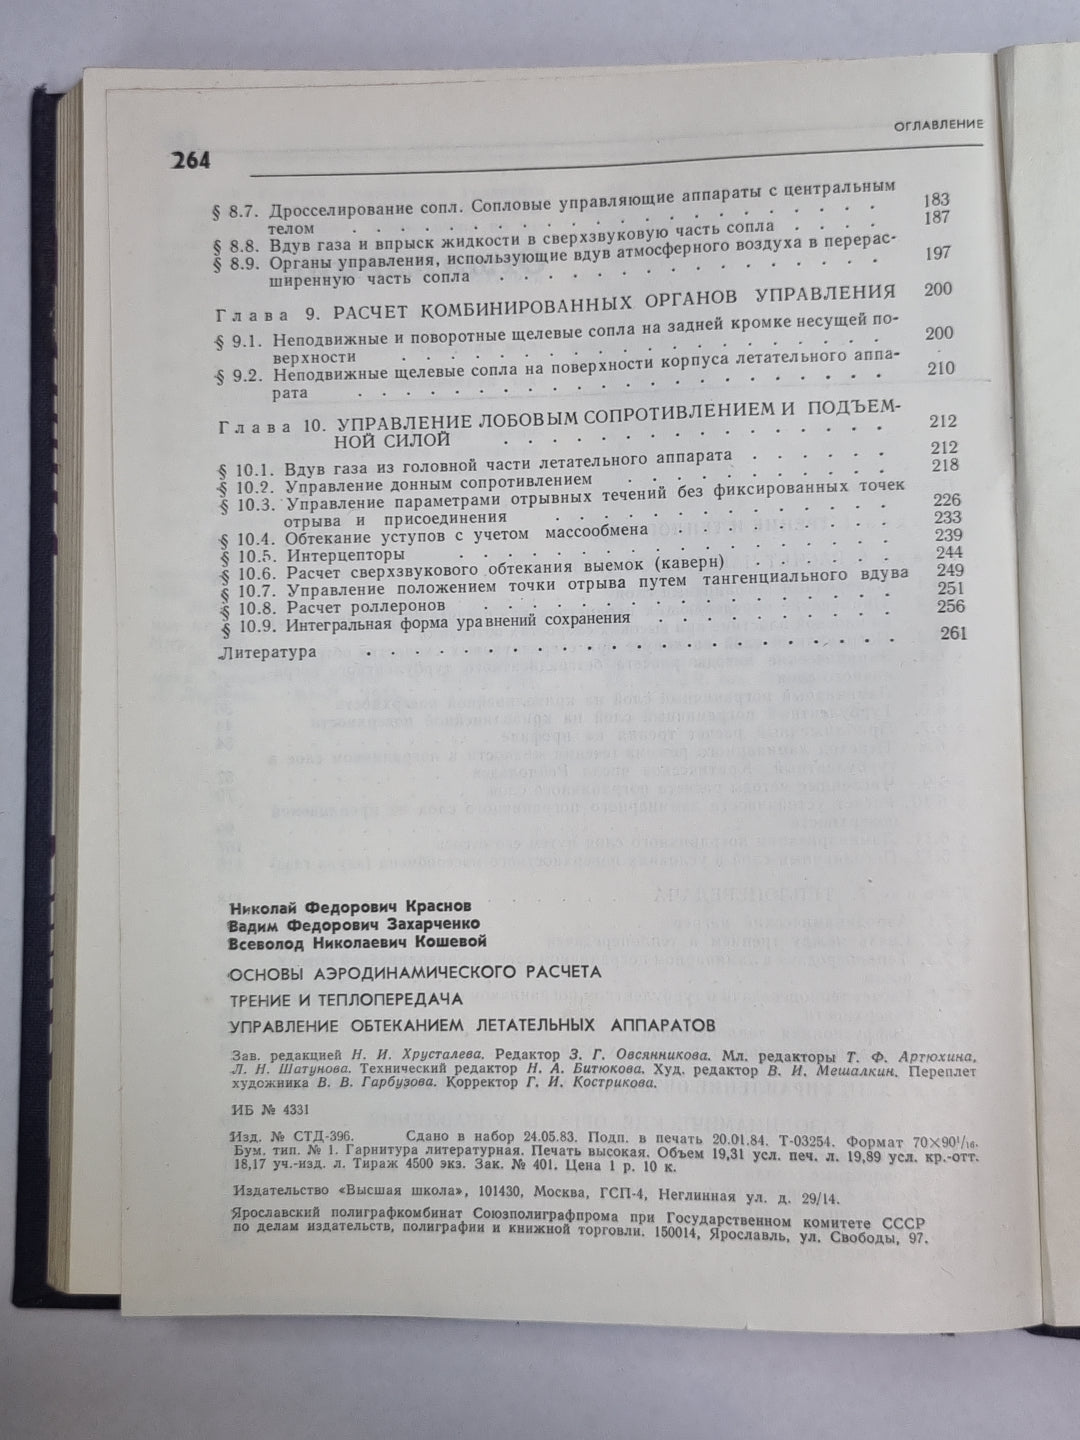 ОГЛАВЛЕНИЕ
264
§ 8.7. Дросселирование сопл. Сопловые управляющие аппараты с центральным
телом . . . . . . . . . . . . . . . . 183
§ 8.8. Вдув газа и впрыск жидкости в сверхзвуковую часть сопла . . . . 187
§ 8.9. Органы управления, использующие вдув атмосферного воздуха в перерас-
ширенную часть сопла . . . . . . . . . . . . . 197
Глава 9. РАСЧЕТ КОМБИНИРОВАННЫХ ОРГАНОВ УПРАВЛЕНИЯ 200
§ 9.1. Неподвижные и поворотные щелевые сопла на задней кромке несущей по-
верхности . . . . . . . . . . . . . . . 200
§ 9.2. Неподвижные щелевые сопла на поверхности корпуса летательного аппа-
рата . . . . . . . . . . . . . . . . 210
Глава 10. УПРАВЛЕНИЕ ЛОБОВЫМ СОПРОТИВЛЕНИЕМ И ПОДЪЕМ-
НОЙ СИЛОЙ . . . . . . . . . . . . 212
§ 10.1. Вдув газа из головной части летательного аппарата . . . . . . 212
§ 10.2. Управление донным сопротивлением . . . . . . . . . 218
§ 10.3. Управление параметрами отрывных течений без фиксированных точек
отрыва и присоединения . . . . . . . . . . . 226
§ 10.4. Обтекание уступов с учетом массообмена . . . . . . . . 233
§ 10.5. Интерцепторы . . . . . . . . . . . . . . 239
§ 10.6. Расчет сверхзвукового обтекания выемок (каверн) . . . . . . 244
§ 10.7. Управление положением точки отрыва путем тангенциального вдува 249
§ 10.8. Расчет роллеронов . . . . . . . . . . . . . 251
§ 10.9. Интегральная форма уравнений сохранения . . . . . . . . 256
Литература . . . . . . . . . . . . . . . . . 261
Николай Федорович Краснов
Вадим Федорович Захарченко
Всеволод Николаевич Кошевой
ОСНОВЫ АЭРОДИНАМИЧЕСКОГО РАСЧЕТА
ТРЕНИЕ И ТЕПЛОПЕРЕДАЧА
УПРАВЛЕНИЕ ОБТЕКАНИЕМ ЛЕТАТЕЛЬНЫХ АППАРАТОВ
Зав. редакцией Н. И. Хрусталева. Редактор З. Г. Овсянникова. Мл. редакторы Т. Ф. Артюхина,
Л. Н. Шатунова. Технический редактор Н. А. Битюкова. Худ. редактор В. И. Мешалкин. Переплет
художника В. В. Гарбузова. Корректор Г. И. Кострикова.
ИБ № 4331
Изд. № СТД-396. Сдано в набор 24.05.83. Подп. в печать 20.01.84. Т-03254. Формат 70×90¹/₁₆.
Бум. тип. № 1. Гарнитура литературная. Печать высокая. Объем 19,31 усл. печ. л. 19,89 усл. кр.-отт.
18,17 уч.-изд. л. Тираж 4500 экз. Зак. № 401. Цена 1 р. 10 к.
Издательство «Высшая школа», 101430, Москва, ГСП-4, Неглинная ул. д. 29/14.
Ярославский полиграфкомбинат Союзполиграфпрома при Государственном комитете СССР
по делам издательств, полиграфии и книжной торговли. 150014, Ярославль, ул. Свободы, 97.